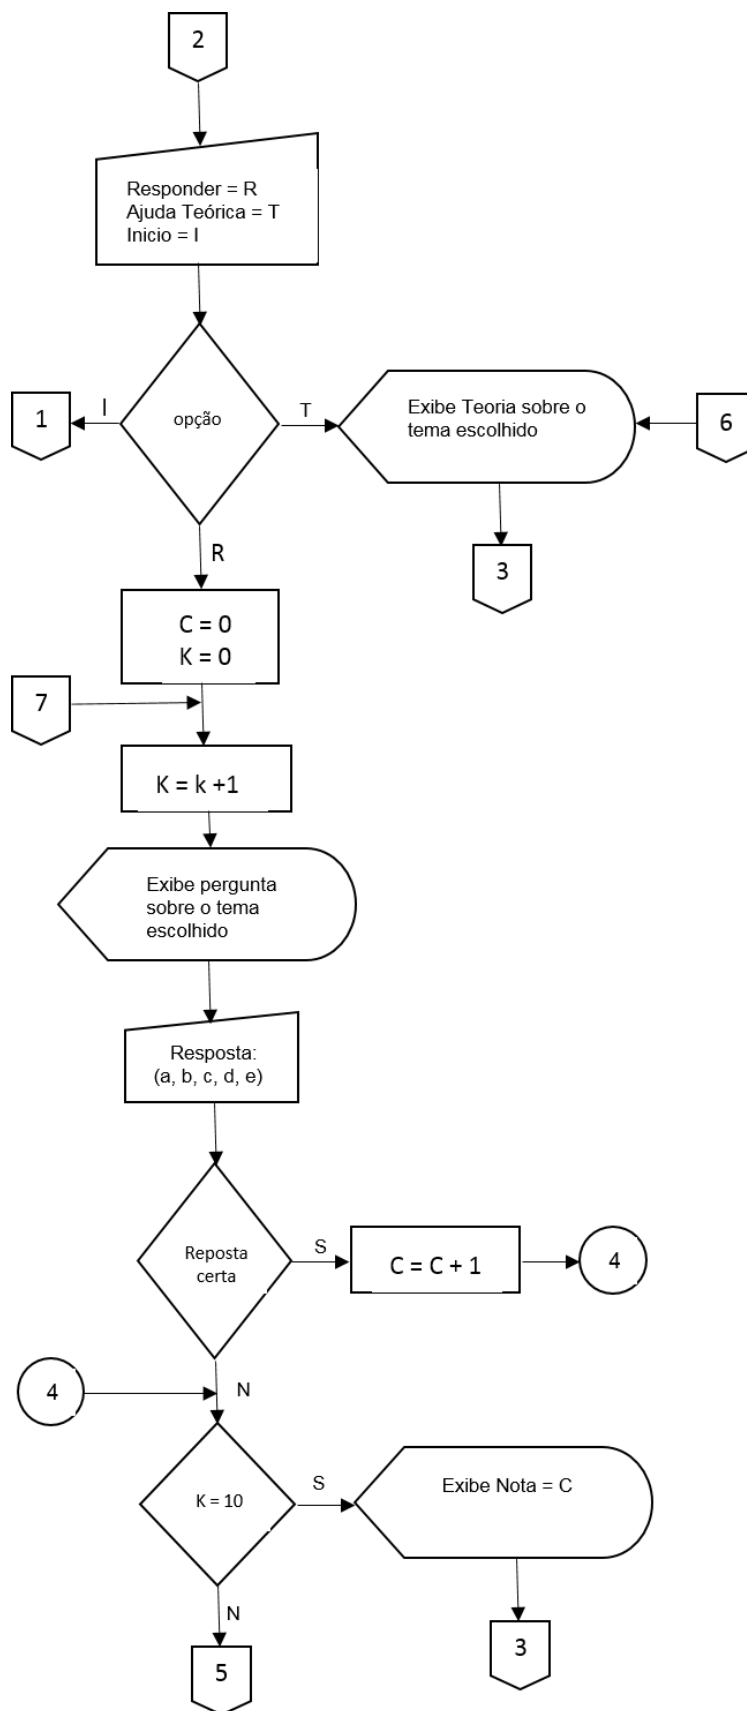 2
Responder = R
Ajuda Teórica = T
Inicio = I
1
I
opção
T
Exibe Teoria sobre o
tema escolhido
6
R
3
C = 0
K = 0
7
K = k +1
Exibe pergunta
sobre o tema
escolhido
Resposta:
(a, b, c, d, e)
Reposta
certa
S
C = C + 1
4
4
N
K = 10
S
Exibe Nota = C
N
5
3